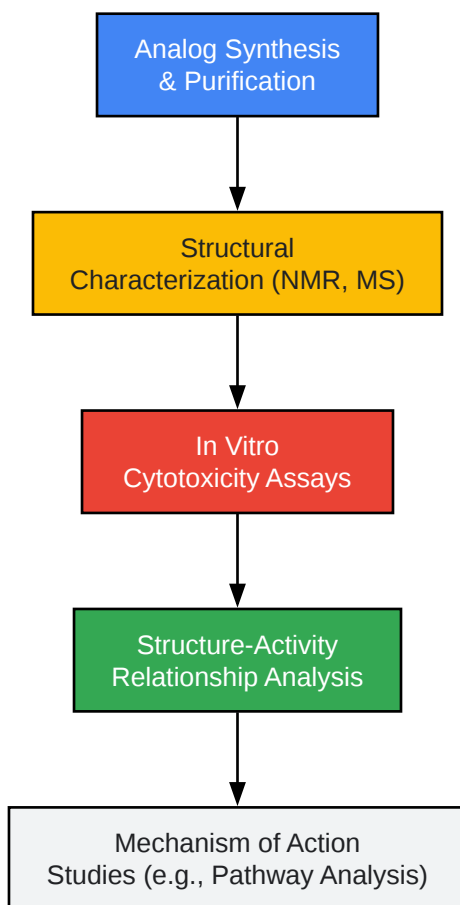 Analog Synthesis
& Purification
Structural
Characterization (NMR, MS)
In Vitro
Cytotoxicity Assays
Structure-Activity
Relationship Analysis
Mechanism of Action
Studies (e.g., Pathway Analysis)